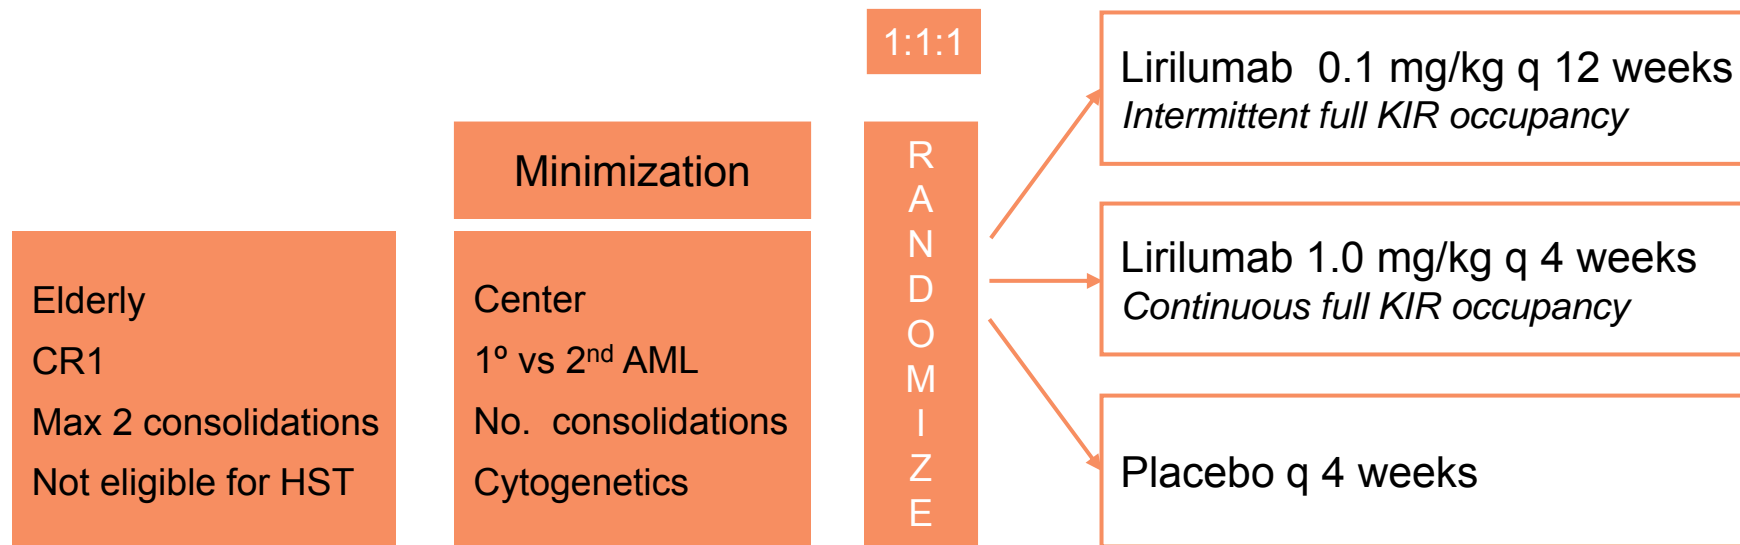 Elderly
CR1
Max 2 consolidations
Not eligible for HST
Minimization
Center
1º vs 2nd AML
No. consolidations
Cytogenetics
1:1:1
R
A
N
D
O
M
I
Z
E
Lirilumab 0.1 mg/kg q 12 weeks
Intermittent full KIR occupancy
Lirilumab 1.0 mg/kg q 4 weeks
Continuous full KIR occupancy
Placebo q 4 weeks